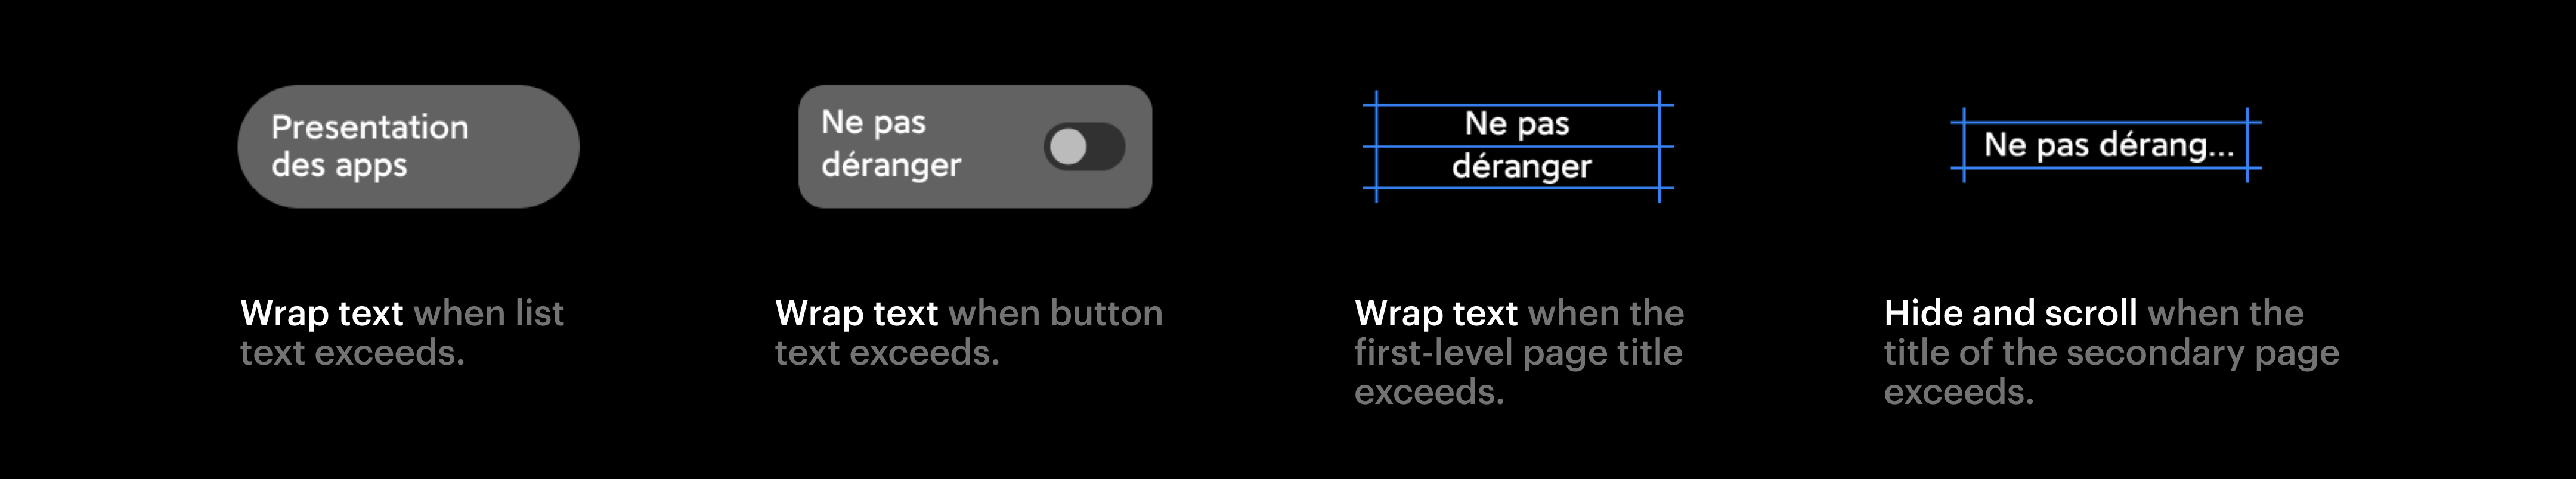 Presentation
des apps
Ne pas
déranger
Ne pas
déranger
Ne pas dérang...
Wrap text when list
text exceeds.
Wrap text when button
text exceeds.
Wrap text when the
first-level page title
exceeds.
Hide and scroll when the
title of the secondary page
exceeds.